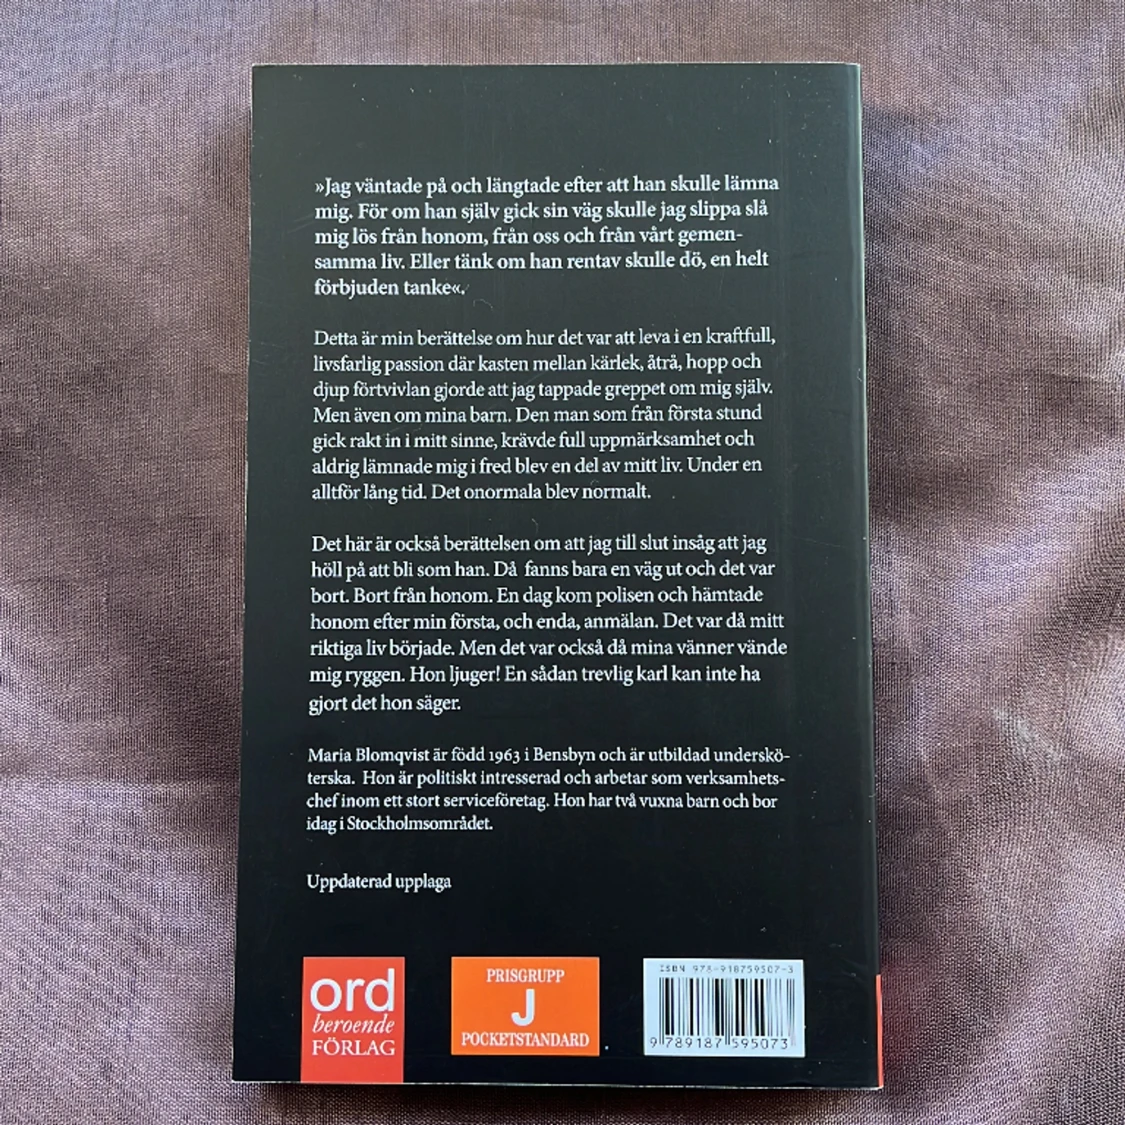 »Jag väntade på och längtade efter att han skulle lämna
mig. För om han själv gick sin väg skulle jag slippa slå
mig lös från honom, från oss och från vårt gemen-
samma liv. Eller tänk om han rentav skulle dö, en helt
förbjuden tanke«.
Detta är min berättelse om hur det var att leva i en kraftfull,
livsfarlig passion där kasten mellan kärlek, åtrå, hopp och
djup förtvivlan gjorde att jag tappade greppet om mig själv.
Men även om mina barn. Den man som från första stund
gick rakt in i mitt sinne, krävde full uppmärksamhet och
aldrig lämnade mig i fred blev en del av mitt liv. Under en
alltför lång tid. Det onormala blev normalt.
Det här är också berättelsen om att jag till slut insåg att jag
höll på att bli som han. Då fanns bara en väg ut och det var
bort. Bort från honom. En dag kom polisen och hämtade
honom efter min första, och enda, anmälan. Det var då mitt
riktiga liv började. Men det var också då mina vänner vände
mig ryggen. Hon ljuger! En sådan trevlig karl kan inte ha
gjort det hon säger.
Maria Blomqvist är född 1963 i Bensbyn och är utbildad underskö-
terska. Hon är politiskt intresserad och arbetar som verksamhets-
chef inom ett stort serviceföretag. Hon har två vuxna barn och bor
idag i Stockholmsområdet.
Uppdaterad upplaga
ord
beroende
FÖRLAG
PRISGRUPP
J
POCKETSTANDARD
ISBN 978-918759507-3
9 789187 595073